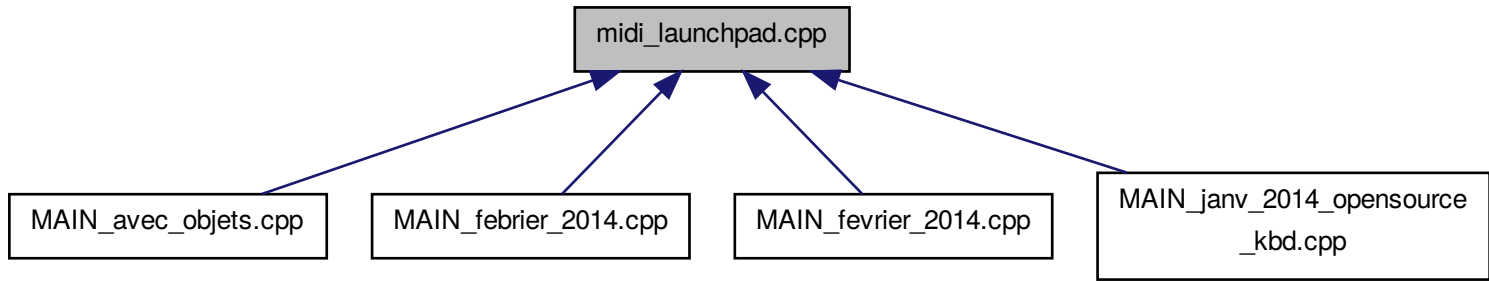 midi_launchpad.cpp
MAIN_avec_objets.cpp
MAIN_febrier_2014.cpp
MAIN_fevrier_2014.cpp
MAIN_janv_2014_opensource
_kbd.cpp